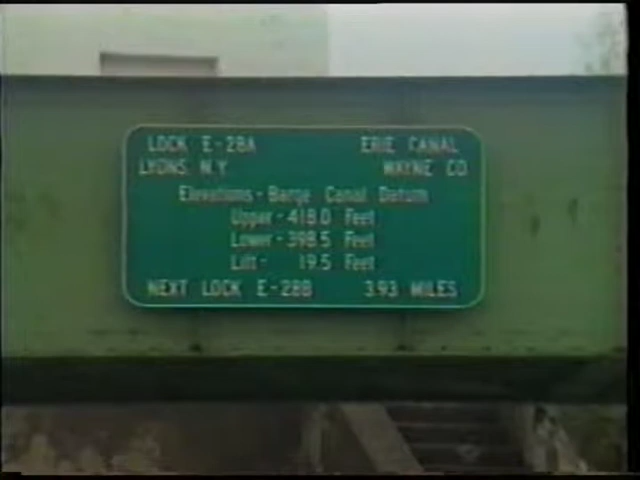 LOCK E-28A ERIE CANAL
LYONS N.Y. WAYNE CO
Elevations - Barge Canal Datum
Upper - 418.0 Feet
Lower - 398.5 Feet
Lift - 19.5 Feet
NEXT LOCK E-28B 3.93 MILES